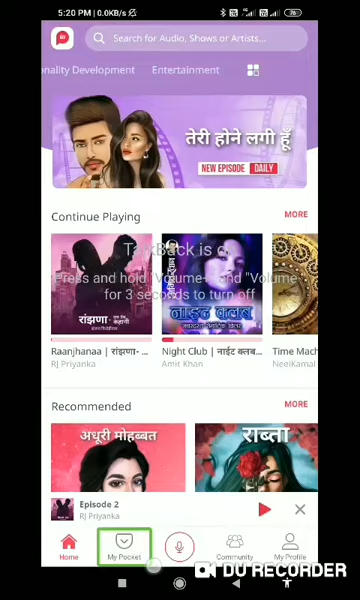 5:20 PM | 0.0KB/s
76
Search for Audio, Shows or Artists...
onality Development Entertainment
तेरी होने लगी हूँ
NEW EPISODE DAILY
Continue Playing MORE
TalkBack is o
Press and hold "Volume-" and "Volume
for 3 seconds to turn off
रांझणा-
कहानी
नाईट क्लब
Raanjhanaa | रांझणा- ... Night Club | नाईट क्लब... Time Mach
RJ Priyanka Amit Khan NeelKamal
Recommended MORE
अधूरी मोहब्बत राब्ता
Episode 2
RJ Priyanka
Home My Pocket Community My Profile
DU RECORDER